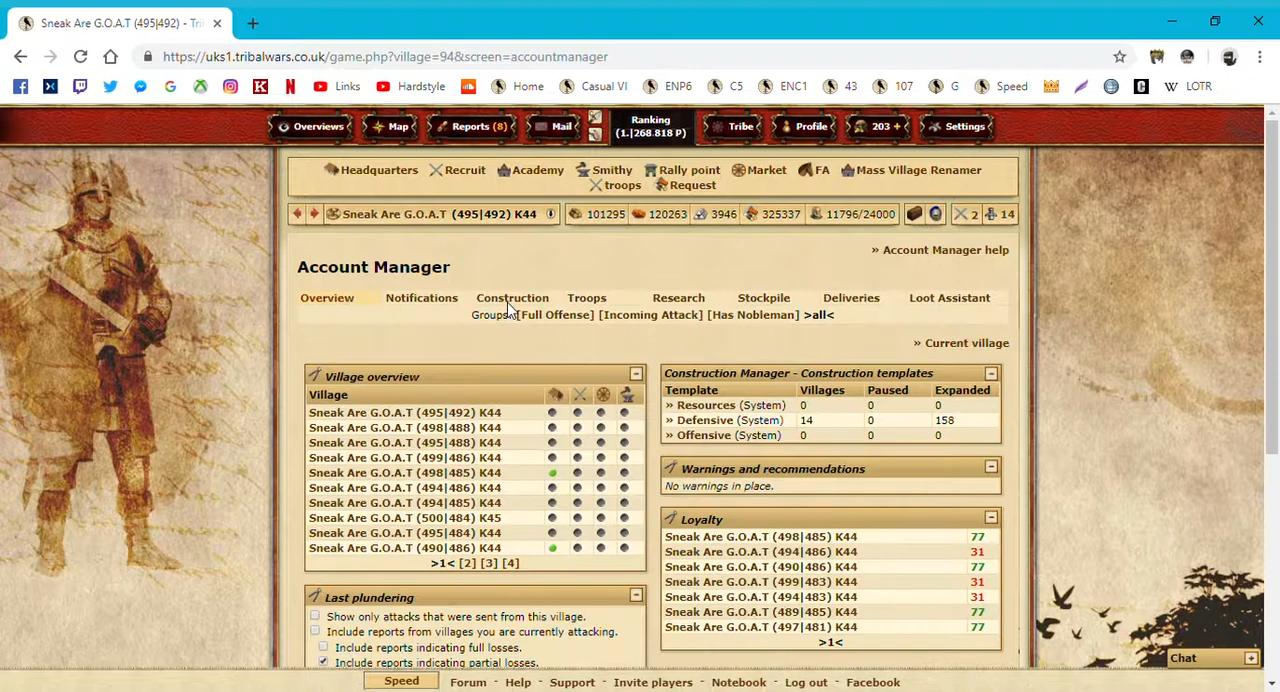 Sneak Are G.O.A.T (495|492) - Tri
https://uks1.tribalwars.co.uk/game.php?village=94&screen=accountmanager
Links Hardstyle Home Casual VI ENP6 C5 ENC1 43 107 G Speed LOTR
Overviews Map Reports (8) Mail Ranking (1.|268.818 P) Tribe Profile 203 + Settings
Headquarters Recruit Academy Smithy Rally point Market FA Mass Village Renamer
troops Request
Sneak Are G.O.A.T (495|492) K44 101295 120263 3946 325337 11796/24000 2 14
» Account Manager help
Account Manager
Overview Notifications Construction Troops Research Stockpile Deliveries Loot Assistant
Groups: [Full Offense] [Incoming Attack] [Has Nobleman] >all<
» Current village
Village overview
Village
Sneak Are G.O.A.T (495|492) K44
Sneak Are G.O.A.T (498|488) K44
Sneak Are G.O.A.T (495|488) K44
Sneak Are G.O.A.T (499|486) K44
Sneak Are G.O.A.T (498|485) K44
Sneak Are G.O.A.T (494|486) K44
Sneak Are G.O.A.T (494|485) K44
Sneak Are G.O.A.T (500|484) K45
Sneak Are G.O.A.T (495|484) K44
Sneak Are G.O.A.T (490|486) K44
>1< [2] [3] [4]
Last plundering
Show only attacks that were sent from this village.
Include reports from villages you are currently attacking.
Include reports indicating full losses.
Include reports indicating partial losses.
Construction Manager - Construction templates
Template Villages Paused Expanded
» Resources (System) 0 0 0
» Defensive (System) 14 0 158
» Offensive (System) 0 0 0
Warnings and recommendations
No warnings in place.
Loyalty
Sneak Are G.O.A.T (498|485) K44 77
Sneak Are G.O.A.T (494|486) K44 31
Sneak Are G.O.A.T (490|486) K44 77
Sneak Are G.O.A.T (499|483) K44 31
Sneak Are G.O.A.T (494|483) K44 31
Sneak Are G.O.A.T (489|485) K44 77
Sneak Are G.O.A.T (497|481) K44 77
>1<
Chat
Speed Forum - Help - Support - Invite players - Notebook - Log out - Facebook